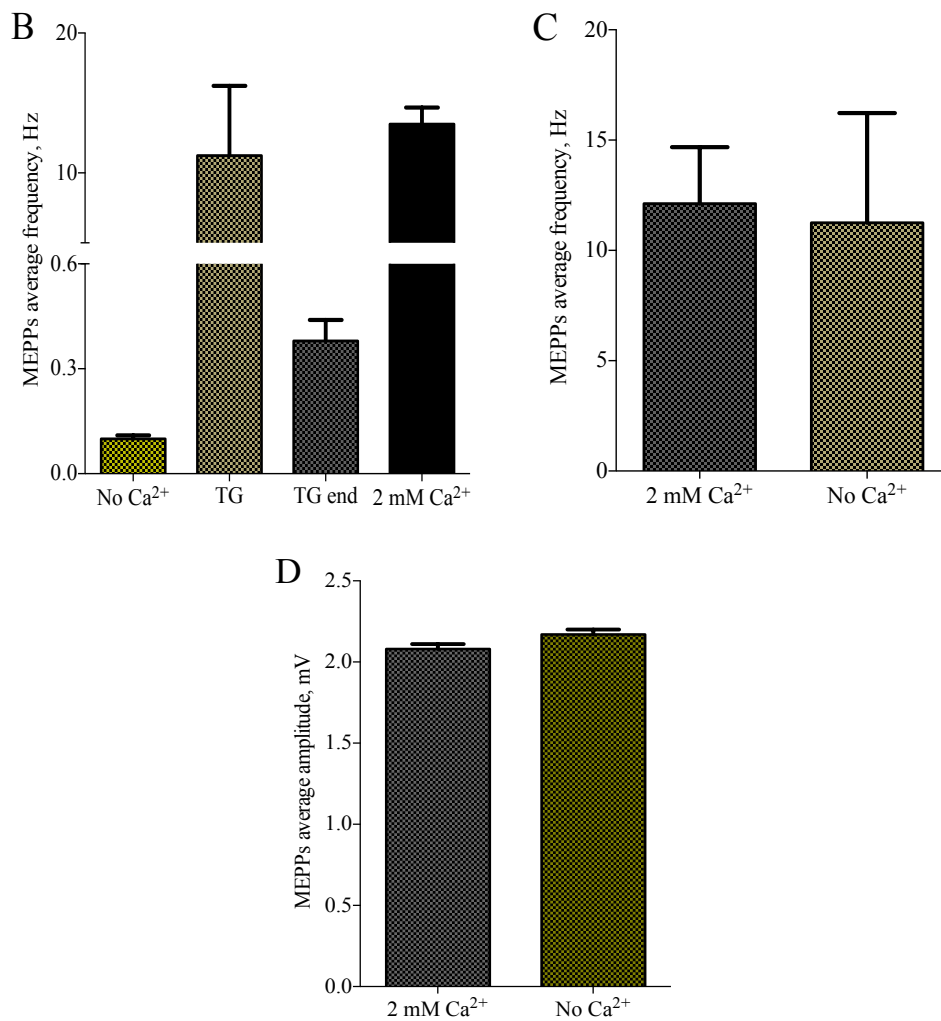 B
20
10
0.6
0.3
0.0
MEPPs average frequency, Hz
No Ca²⁺ TG TG end 2 mM Ca²⁺
C
20
15
10
5
0
MEPPs average frequency, Hz
2 mM Ca²⁺ No Ca²⁺
D
2.5
2.0
1.5
1.0
0.5
0.0
MEPPs average amplitude, mV
2 mM Ca²⁺ No Ca²⁺